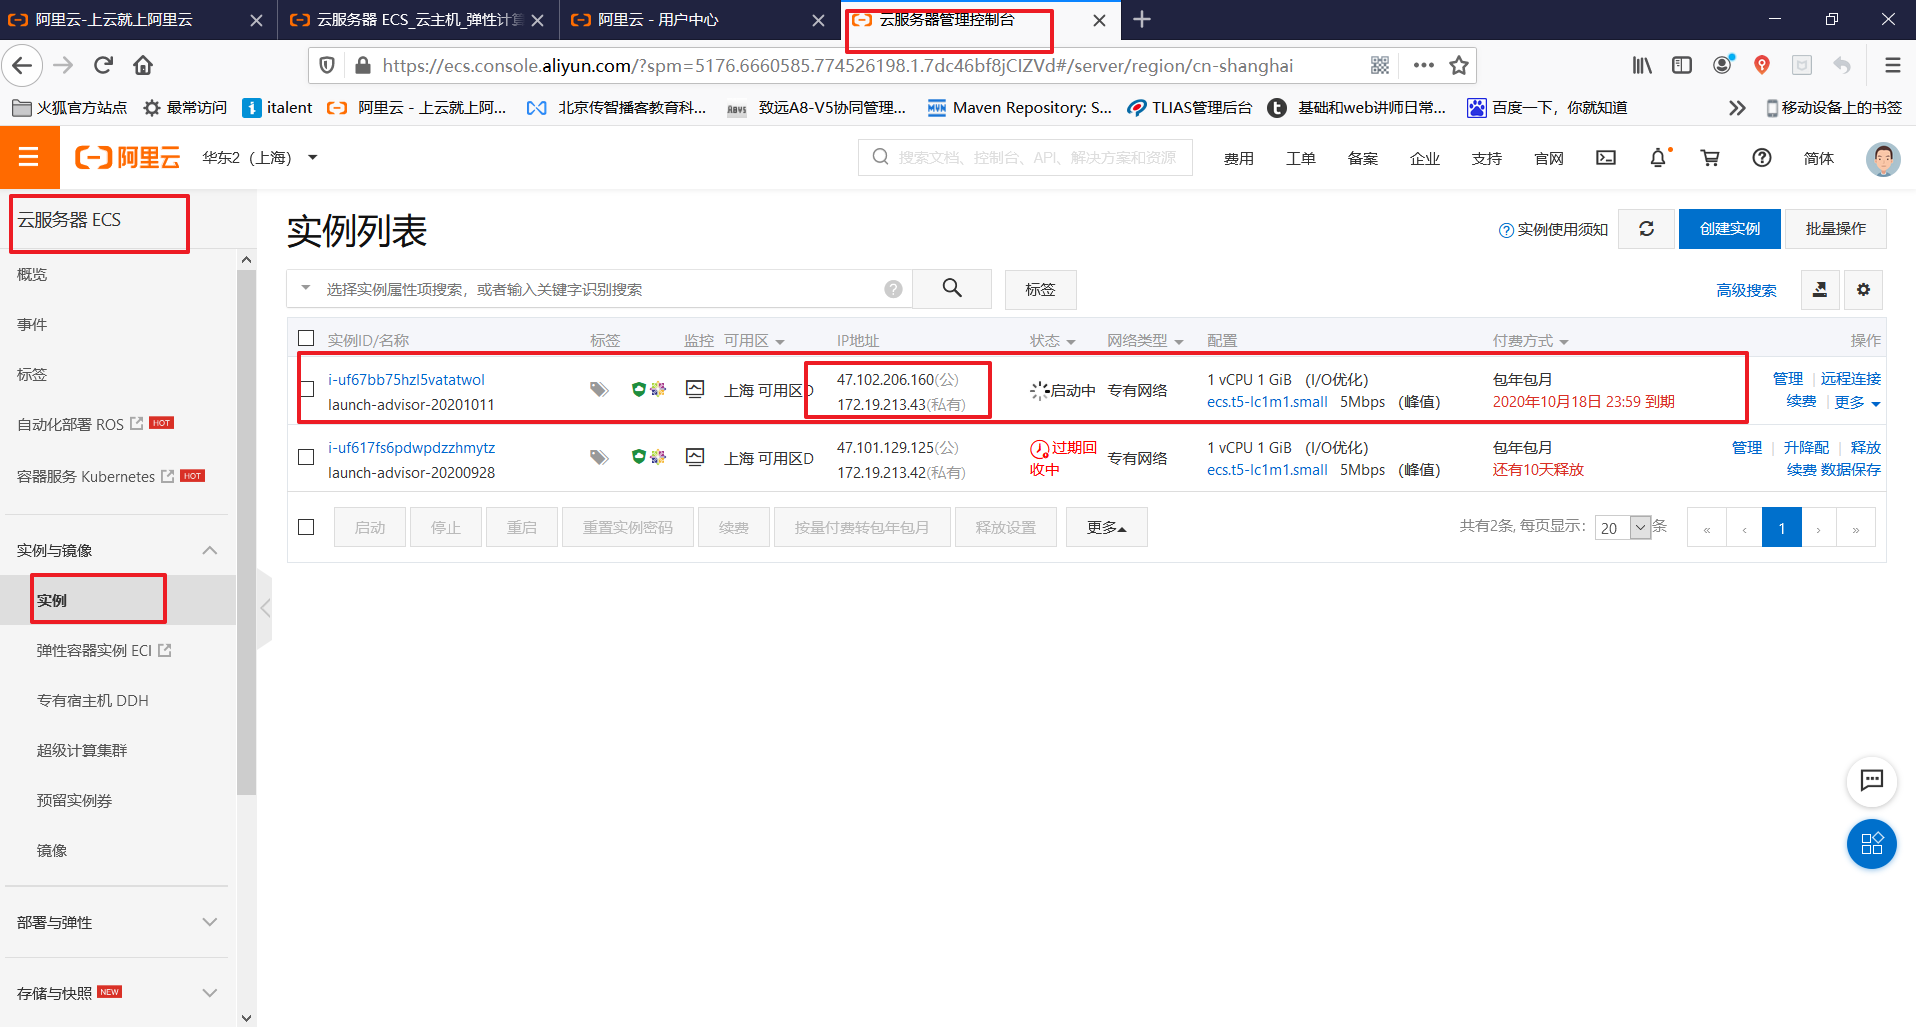 阿里云-上云就上阿里云
云服务器 ECS_云主机_弹性计算
阿里云 - 用户中心
云服务器管理控制台
https://ecs.console.aliyun.com/?spm=5176.6660585.774526198.1.7dc46bf8jCIZVd#/server/region/cn-shanghai
火狐官方站点
最常访问
italent
阿里云 - 上云就上阿...
北京传智播客教育科...
致远A8-V5协同管理...
Maven Repository: S...
TLIAS管理后台
基础和web讲师日常...
百度一下，你就知道
移动设备上的书签
阿里云
华东2（上海）
搜索文档、控制台、API、解决方案和资源
费用
工单
备案
企业
支持
官网
简体
云服务器 ECS
概览
事件
标签
自动化部署 ROS HOT
容器服务 Kubernetes HOT
实例与镜像
实例
弹性容器实例 ECI
专有宿主机 DDH
超级计算集群
预留实例券
镜像
部署与弹性
存储与快照 NEW
实例列表
实例使用须知
创建实例
批量操作
选择实例属性项搜索，或者输入关键字识别搜索
标签
高级搜索
实例ID/名称 标签 监控 可用区 IP地址 状态 网络类型 配置 付费方式 操作
i-uf67bb75hzl5vatatwol
launch-advisor-20201011
上海 可用区D
47.102.206.160(公)
172.19.213.43(私有)
启动中
专有网络
1 vCPU 1 GiB (I/O优化)
ecs.t5-lc1m1.small 5Mbps （峰值）
包年包月
2020年10月18日 23:59 到期
管理 | 远程连接
续费 | 更多
i-uf617fs6pdwpdzzhmytz
launch-advisor-20200928
上海 可用区D
47.101.129.125(公)
172.19.213.42(私有)
过期回
收中
专有网络
1 vCPU 1 GiB (I/O优化)
ecs.t5-lc1m1.small 5Mbps （峰值）
包年包月
还有10天释放
管理 | 升降配 | 释放
续费 数据保存
启动
停止
重启
重置实例密码
续费
按量付费转包年包月
释放设置
更多
共有2条, 每页显示: 20 条
« ‹ 1 › »